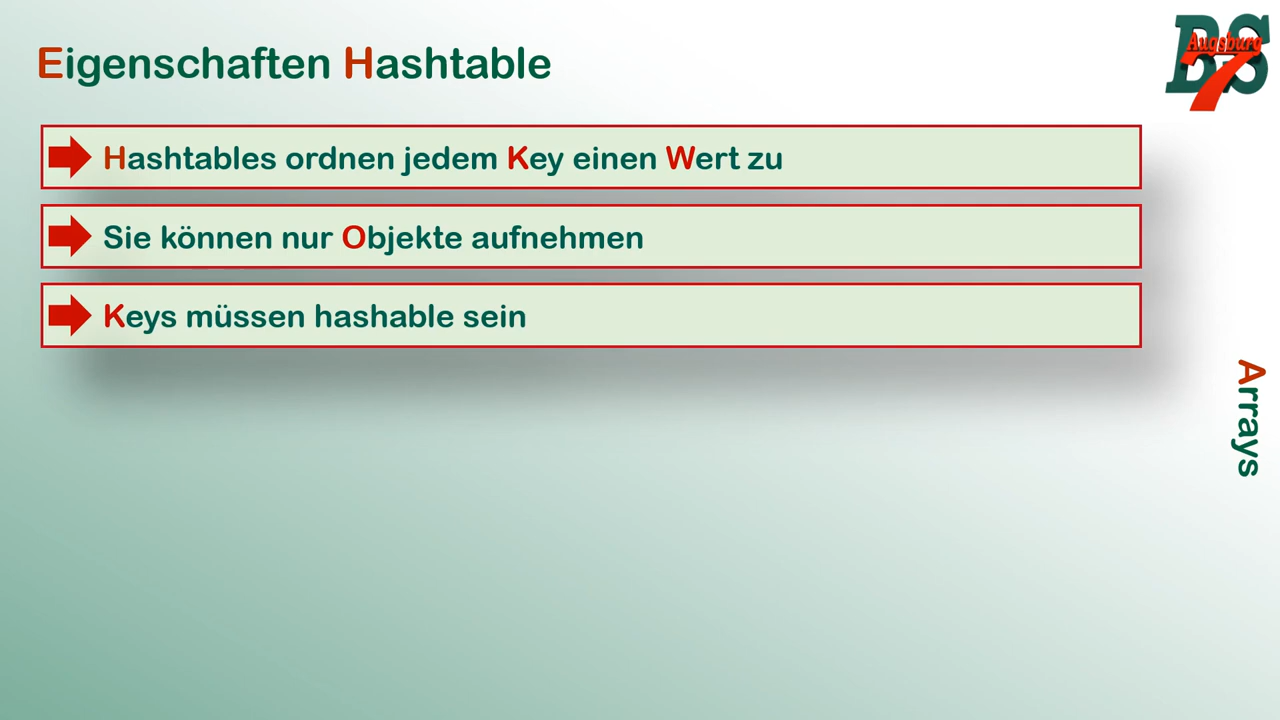 Eigenschaften Hashtable
Hashtables ordnen jedem Key einen Wert zu
Sie können nur Objekte aufnehmen
Keys müssen hashable sein
Arrays
BS
Augsburg
7